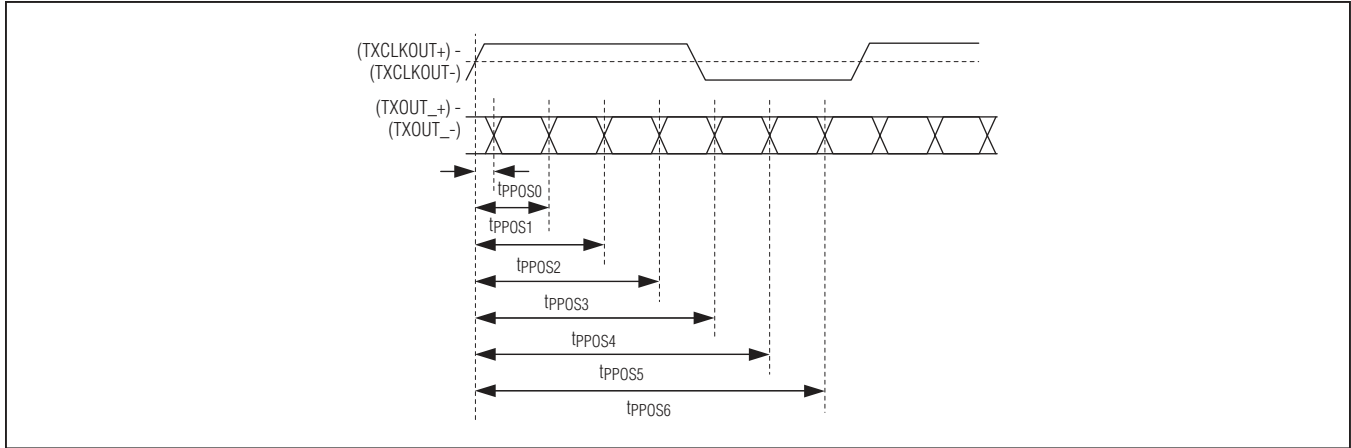 (TXCLKOUT+) -
(TXCLKOUT-)
(TXOUT_+) -
(TXOUT_-)
tPPOS0
tPPOS1
tPPOS2
tPPOS3
tPPOS4
tPPOS5
tPPOS6